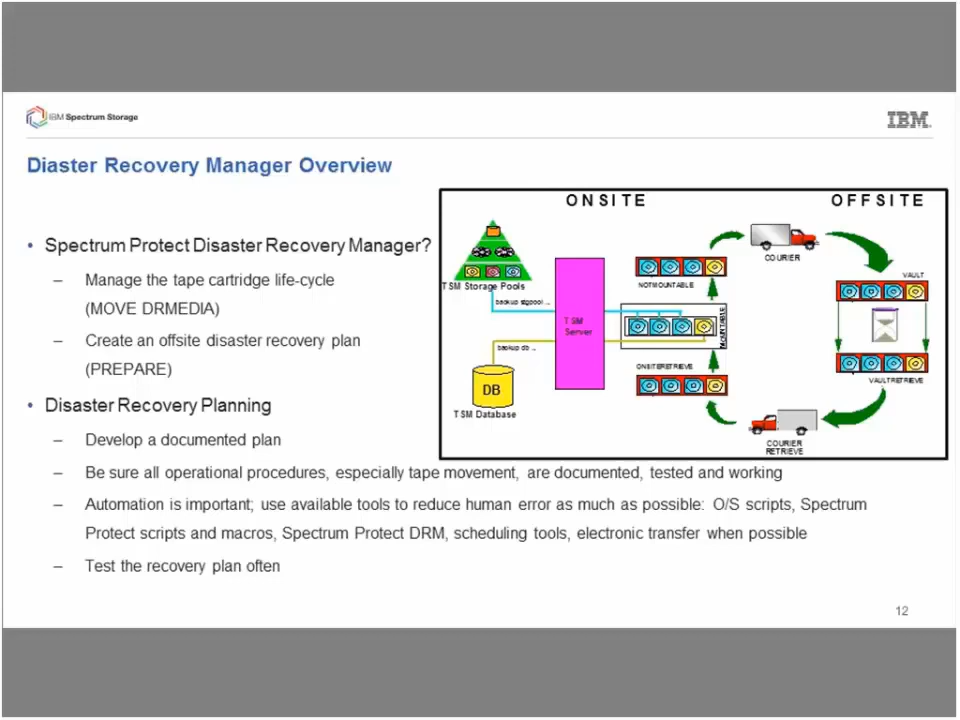 IBM Spectrum Storage
IBM
Diaster Recovery Manager Overview
• Spectrum Protect Disaster Recovery Manager?
– Manage the tape cartridge life-cycle
(MOVE DRMEDIA)
– Create an offsite disaster recovery plan
(PREPARE)
• Disaster Recovery Planning
– Develop a documented plan
– Be sure all operational procedures, especially tape movement, are documented, tested and working
– Automation is important; use available tools to reduce human error as much as possible: O/S scripts, Spectrum
Protect scripts and macros, Spectrum Protect DRM, scheduling tools, electronic transfer when possible
– Test the recovery plan often
ONSITE
OFFSITE
TSM Storage Pools
backup stgpool ...
TSM
Server
backup db ...
DB
TSM Database
NOTMOUNTABLE
MOUNTABLE
ONSITERETRIEVE
COURIER
VAULT
VAULTRETRIEVE
COURIER
RETRIEVE
12